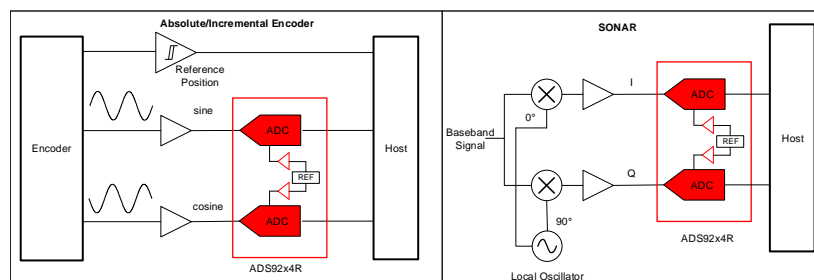 Absolute/Incremental Encoder
Reference
Position
sine
ADC
REF
Encoder
Host
cosine
ADC
ADS92x4R
SONAR
I
ADC
0°
Baseband
Signal
REF
Host
Q
ADC
90°
ADS92x4R
Local Oscillator